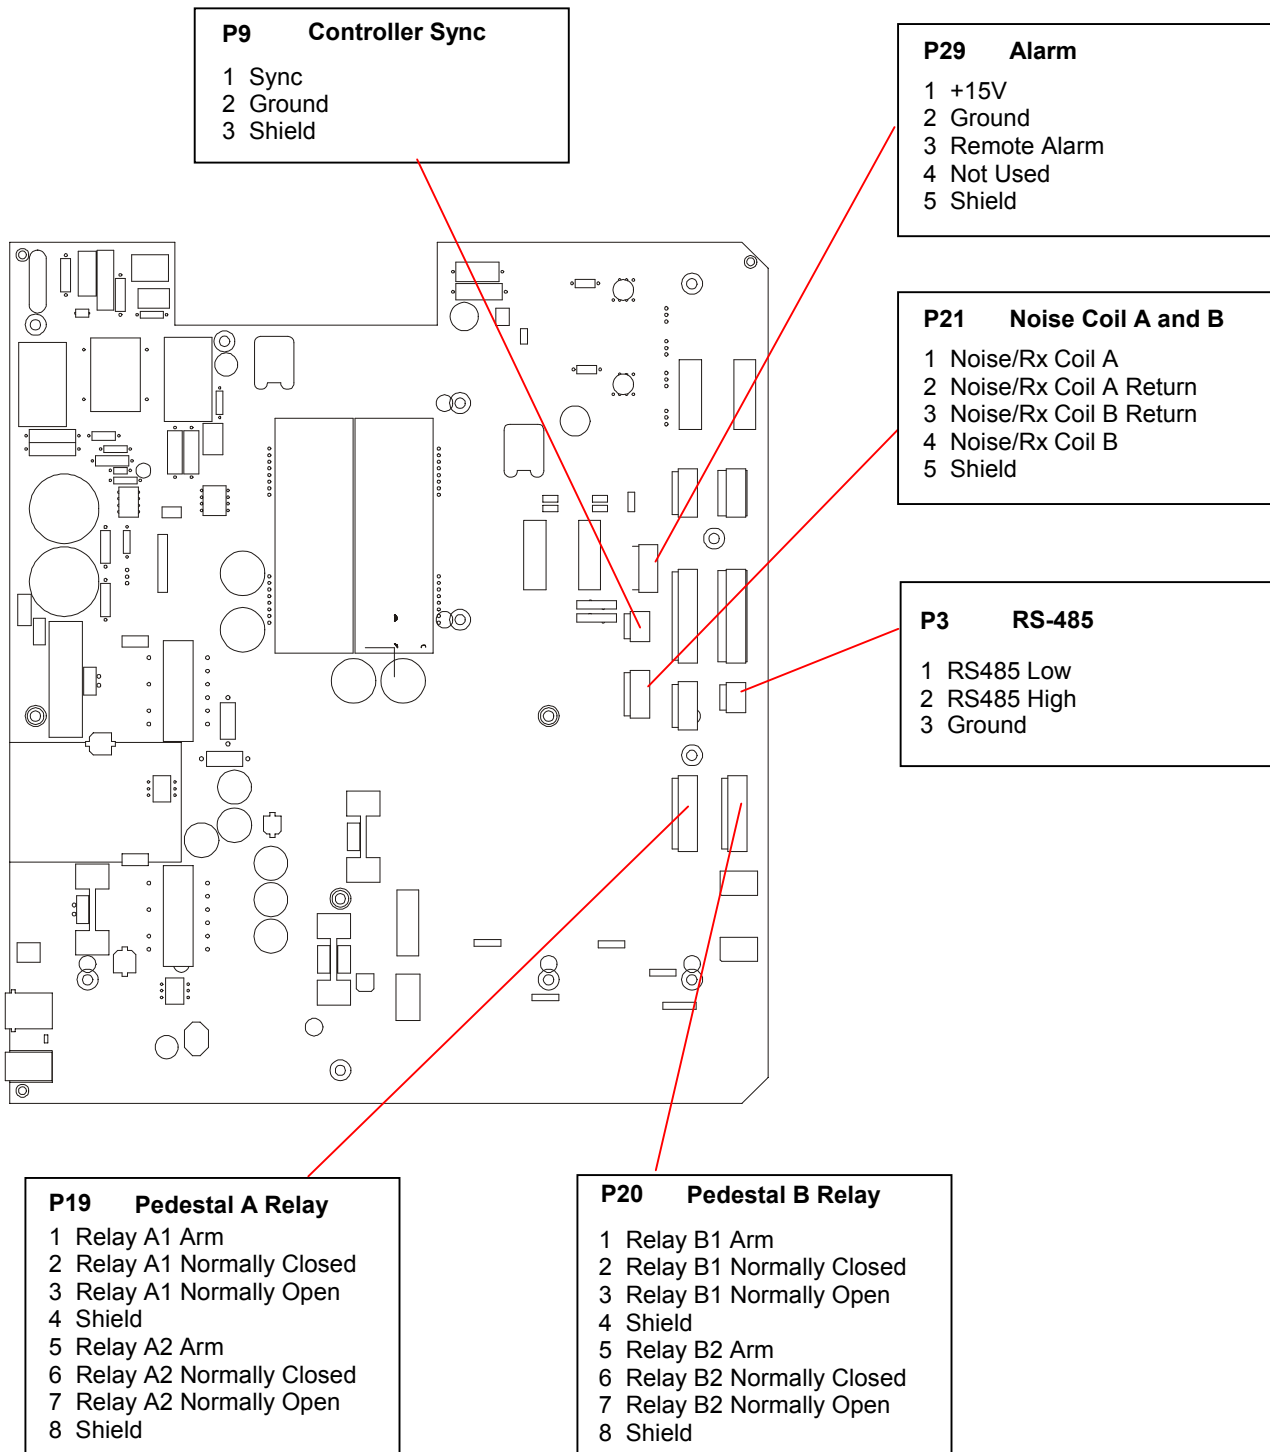 P9 Controller Sync
1 Sync
2 Ground
3 Shield
P29 Alarm
1 +15V
2 Ground
3 Remote Alarm
4 Not Used
5 Shield
P21 Noise Coil A and B
1 Noise/Rx Coil A
2 Noise/Rx Coil A Return
3 Noise/Rx Coil B Return
4 Noise/Rx Coil B
5 Shield
P3 RS-485
1 RS485 Low
2 RS485 High
3 Ground
P19 Pedestal A Relay
1 Relay A1 Arm
2 Relay A1 Normally Closed
3 Relay A1 Normally Open
4 Shield
5 Relay A2 Arm
6 Relay A2 Normally Closed
7 Relay A2 Normally Open
8 Shield
P20 Pedestal B Relay
1 Relay B1 Arm
2 Relay B1 Normally Closed
3 Relay B1 Normally Open
4 Shield
5 Relay B2 Arm
6 Relay B2 Normally Closed
7 Relay B2 Normally Open
8 Shield